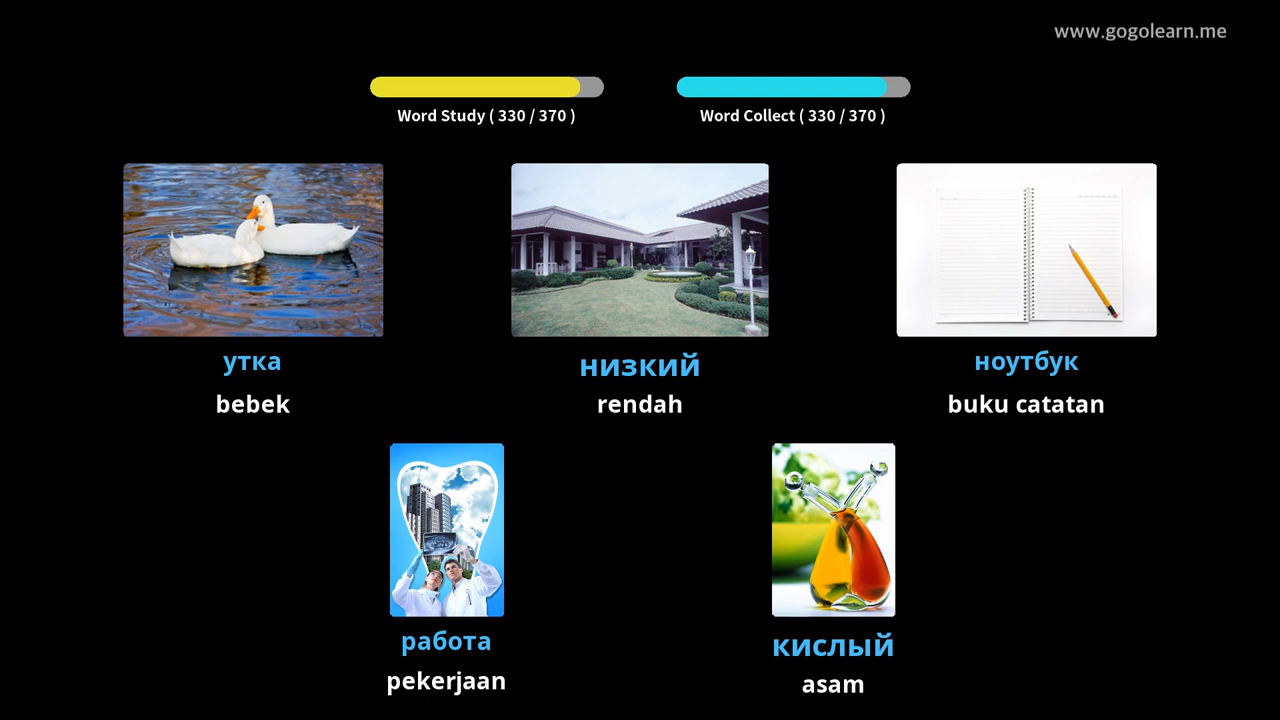 www.gogolearn.me
Word Study ( 330 / 370 )
Word Collect ( 330 / 370 )
утка
низкий
ноутбук
bebek
rendah
buku catatan
работа
кислый
pekerjaan
asam